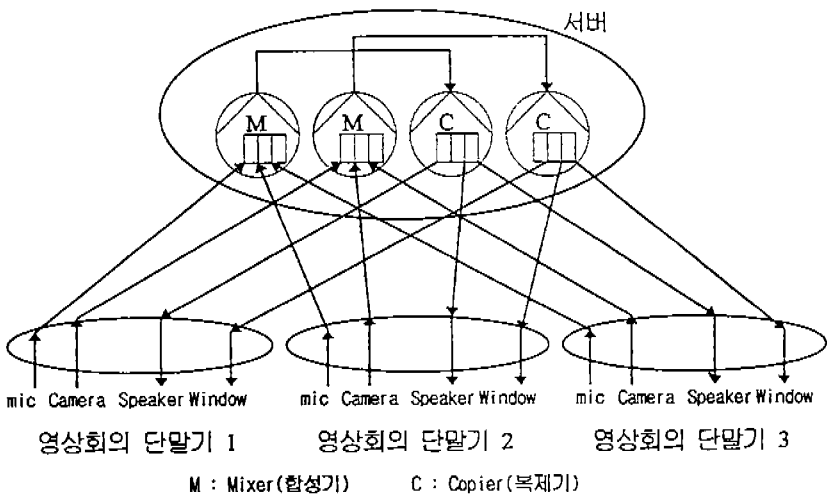 서버
M M C C
mic Camera Speaker Window mic Camera Speaker Window mic Camera Speaker Window
영상회의 단말기 1 영상회의 단말기 2 영상회의 단말기 3
M : Mixer(합성기) C : Copier(복제기)